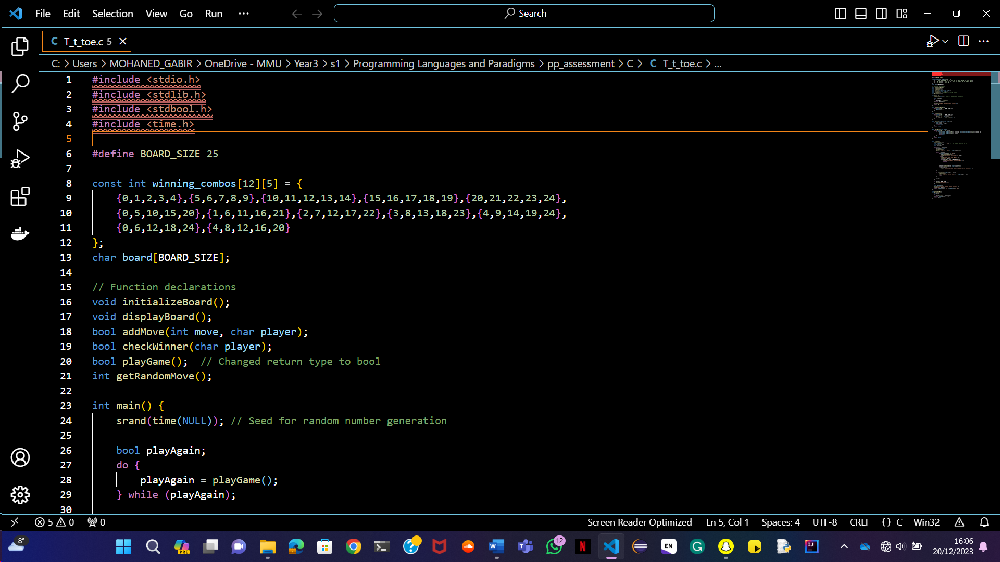 File Edit Selection View Go Run ··· Search
C T_t_toe.c 5
C: > Users > MOHANED_GABIR > OneDrive - MMU > Year3 > s1 > Programming Languages and Paradigms > pp_assessment > C > C T_t_toe.c > ...
1 #include <stdio.h>
2 #include <stdlib.h>
3 #include <stdbool.h>
4 #include <time.h>
5
6 #define BOARD_SIZE 25
7
8 const int winning_combos[12][5] = {
9 {0,1,2,3,4},{5,6,7,8,9},{10,11,12,13,14},{15,16,17,18,19},{20,21,22,23,24},
10 {0,5,10,15,20},{1,6,11,16,21},{2,7,12,17,22},{3,8,13,18,23},{4,9,14,19,24},
11 {0,6,12,18,24},{4,8,12,16,20}
12 };
13 char board[BOARD_SIZE];
14
15 // Function declarations
16 void initializeBoard();
17 void displayBoard();
18 bool addMove(int move, char player);
19 bool checkWinner(char player);
20 bool playGame();  // Changed return type to bool
21 int getRandomMove();
22
23 int main() {
24 srand(time(NULL)); // Seed for random number generation
25
26 bool playAgain;
27 do {
28 playAgain = playGame();
29 } while (playAgain);
30
5 0 0 Screen Reader Optimized Ln 5, Col 1 Spaces: 4 UTF-8 CRLF {} C Win32
8° PRE W 12 N EN G IJ 16:06
20/12/2023